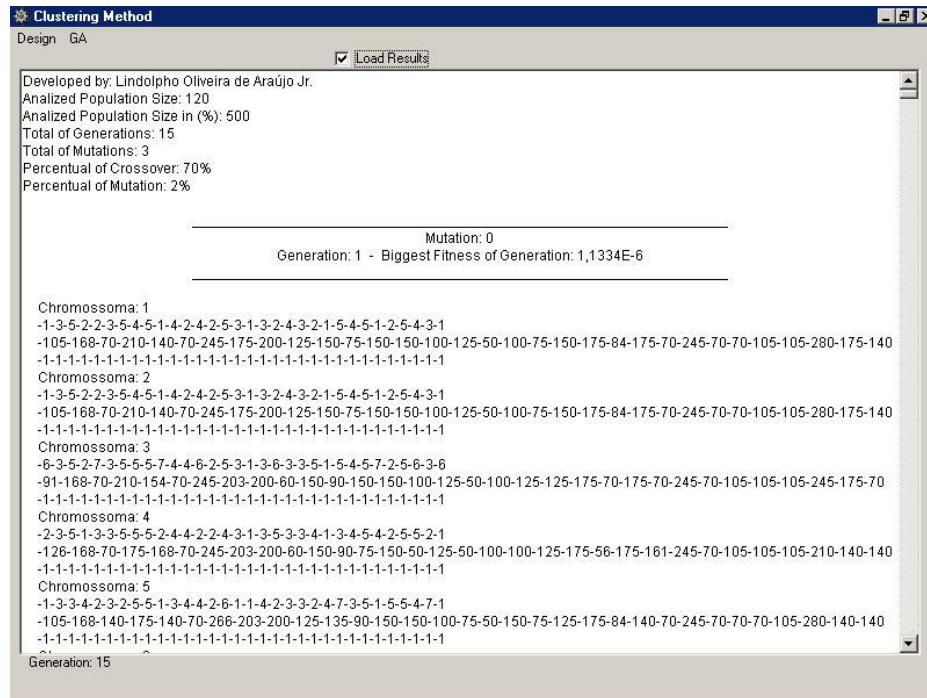 Clustering Method
Design GA
Load Results
Developed by: Lindolpho Oliveira de Araújo Jr.
Analized Population Size: 120
Analized Population Size in (%): 500
Total of Generations: 15
Total of Mutations: 3
Percentual of Crossover: 70%
Percentual of Mutation: 2%
Mutation: 0
Generation: 1 - Biggest Fitness of Generation: 1,1334E-6
Chromossoma: 1
-1-3-5-2-2-3-5-4-5-1-4-2-4-2-5-3-1-3-2-4-3-2-1-5-4-5-1-2-5-4-3-1
-105-168-70-210-140-70-245-175-200-125-150-75-150-150-100-125-50-100-75-150-175-84-175-70-245-70-70-105-105-280-175-140
-1-1-1-1-1-1-1-1-1-1-1-1-1-1-1-1-1-1-1-1-1-1-1-1-1-1-1-1-1-1-1-1
Chromossoma: 2
-1-3-5-2-2-3-5-4-5-1-4-2-4-2-5-3-1-3-2-4-3-2-1-5-4-5-1-2-5-4-3-1
-105-168-70-210-140-70-245-175-200-125-150-75-150-150-100-125-50-100-75-150-175-84-175-70-245-70-70-105-105-280-175-140
-1-1-1-1-1-1-1-1-1-1-1-1-1-1-1-1-1-1-1-1-1-1-1-1-1-1-1-1-1-1-1-1
Chromossoma: 3
-6-3-5-2-7-3-5-5-5-7-4-4-6-2-5-3-1-3-6-3-3-5-1-5-4-5-7-2-5-6-3-6
-91-168-70-210-154-70-245-203-200-60-150-90-150-150-100-125-50-100-125-125-175-70-175-70-245-70-105-105-105-245-175-70
-1-1-1-1-1-1-1-1-1-1-1-1-1-1-1-1-1-1-1-1-1-1-1-1-1-1-1-1-1-1-1-1
Chromossoma: 4
-2-3-5-1-3-3-5-5-5-2-4-4-2-2-4-3-1-3-5-3-3-4-1-3-4-5-4-2-5-5-2-1
-126-168-70-175-168-70-245-203-200-60-150-90-75-150-50-125-50-100-100-125-175-56-175-161-245-70-105-105-105-210-140-140
-1-1-1-1-1-1-1-1-1-1-1-1-1-1-1-1-1-1-1-1-1-1-1-1-1-1-1-1-1-1-1-1
Chromossoma: 5
-1-3-3-4-2-3-2-5-5-1-3-4-4-2-6-1-1-4-2-3-3-2-4-7-3-5-1-5-5-4-7-1
-105-168-140-175-140-70-266-203-200-125-135-90-150-150-100-75-50-150-75-125-175-84-140-70-245-70-70-70-105-280-140-140
-1-1-1-1-1-1-1-1-1-1-1-1-1-1-1-1-1-1-1-1-1-1-1-1-1-1-1-1-1-1-1-1
Generation: 15